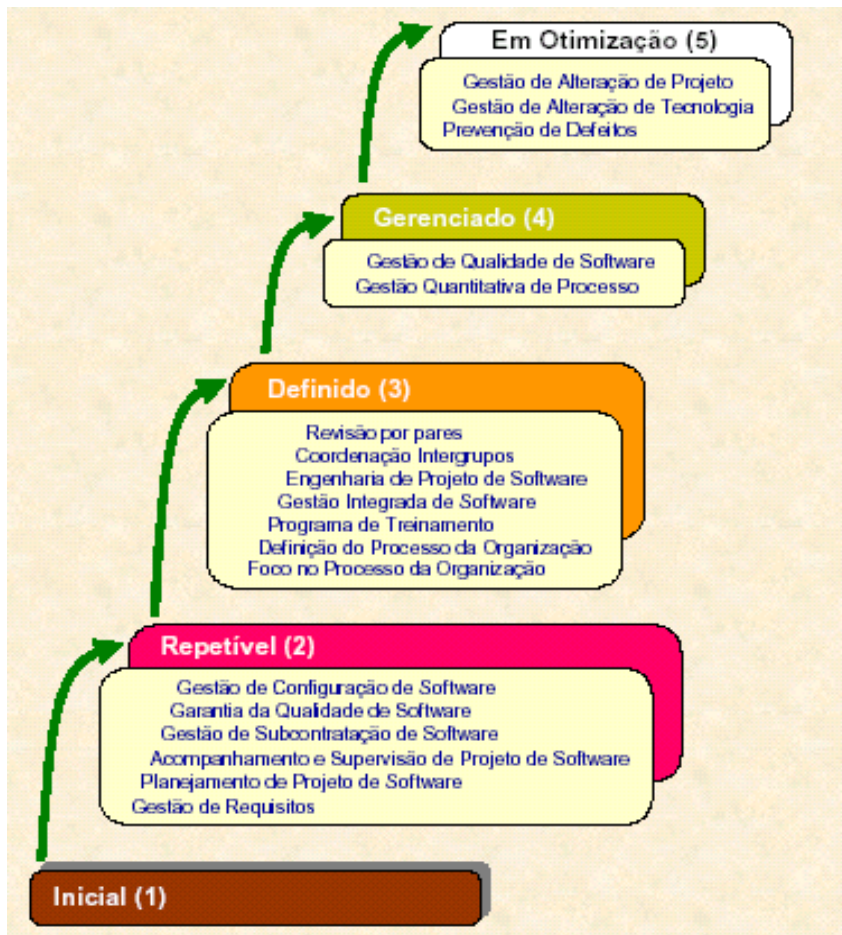 Em Otimização (5)
Gestão de Alteração de Projeto
Gestão de Alteração de Tecnologia
Prevenção de Defeitos
Gerenciado (4)
Gestão de Qualidade de Software
Gestão Quantitativa de Processo
Definido (3)
Revisão por pares
Coordenação Intergrupos
Engenharia de Projeto de Software
Gestão Integrada de Software
Programa de Treinamento
Definição do Processo da Organização
Foco no Processo da Organização
Repetível (2)
Gestão de Configuração de Software
Garantia da Qualidade de Software
Gestão de Subcontratação de Software
Acompanhamento e Supervisão de Projeto de Software
Planejamento de Projeto de Software
Gestão de Requisitos
Inicial (1)